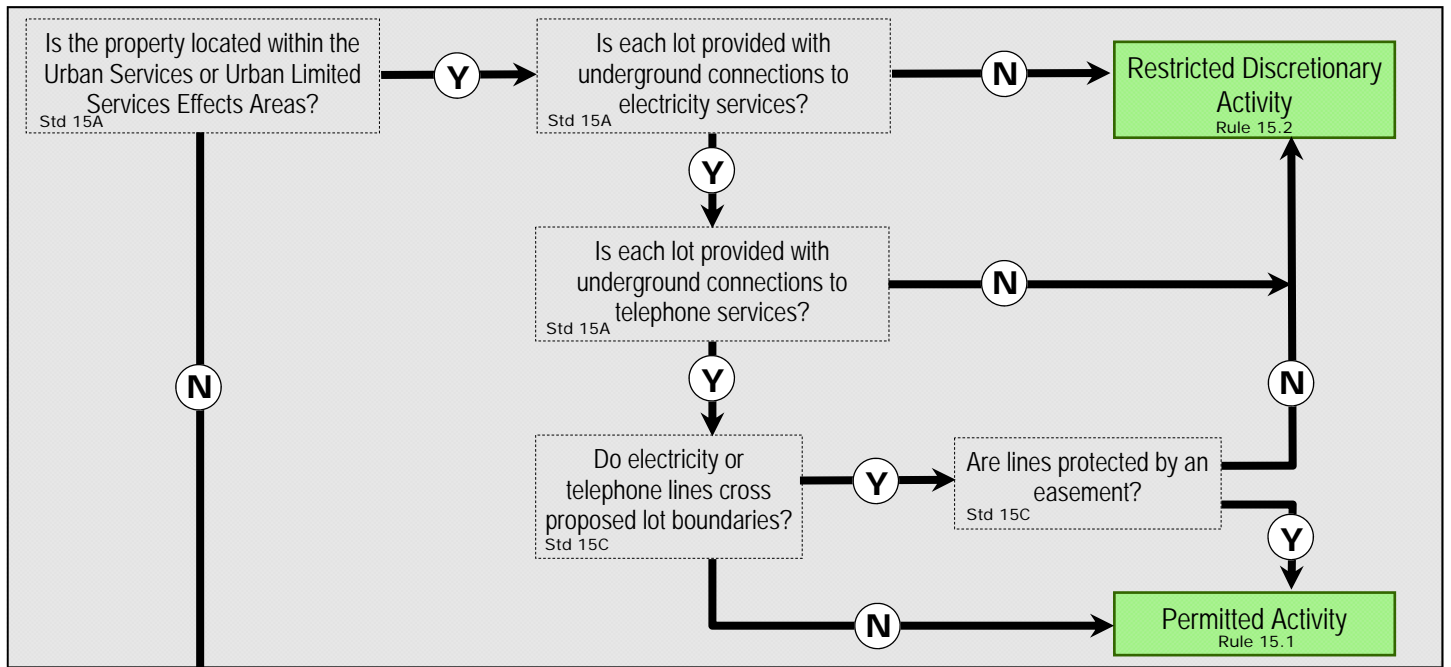 Is the property located within the
Urban Services or Urban Limited
Services Effects Areas?
Std 15A
Y
Is each lot provided with
underground connections to
electricity services?
Std 15A
N
Restricted Discretionary
Activity
Rule 15.2
Y
Is each lot provided with
underground connections to
telephone services?
Std 15A
N
N
Y
N
Do electricity or
telephone lines cross
proposed lot boundaries?
Std 15C
Y
Are lines protected by an
easement?
Std 15C
Y
N
Permitted Activity
Rule 15.1